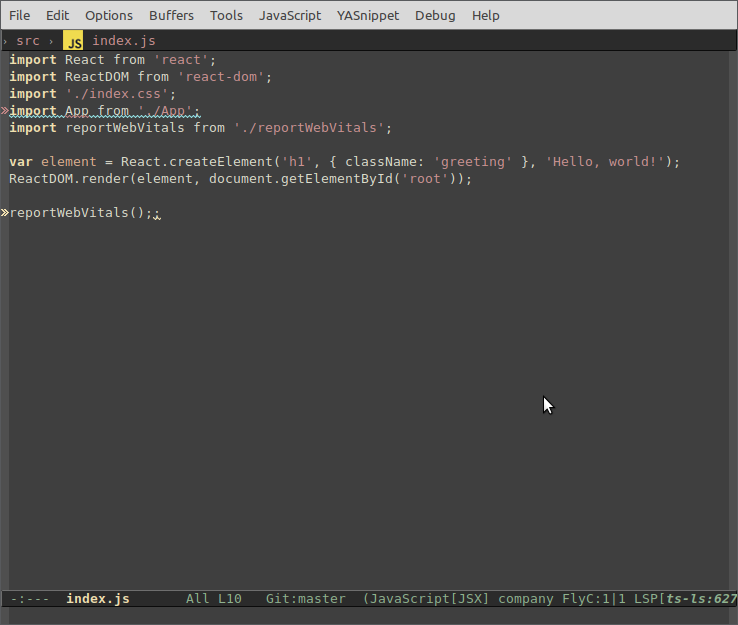 File Edit Options Buffers Tools JavaScript YASnippet Debug Help
› src › JS index.js
import React from 'react';
import ReactDOM from 'react-dom';
import './index.css';
»import App from './App';
import reportWebVitals from './reportWebVitals';
var element = React.createElement('h1', { className: 'greeting' }, 'Hello, world!');
ReactDOM.render(element, document.getElementById('root'));
»reportWebVitals();;
-:--- index.js All L10 Git:master (JavaScript[JSX] company FlyC:1|1 LSP[ts-ls:627